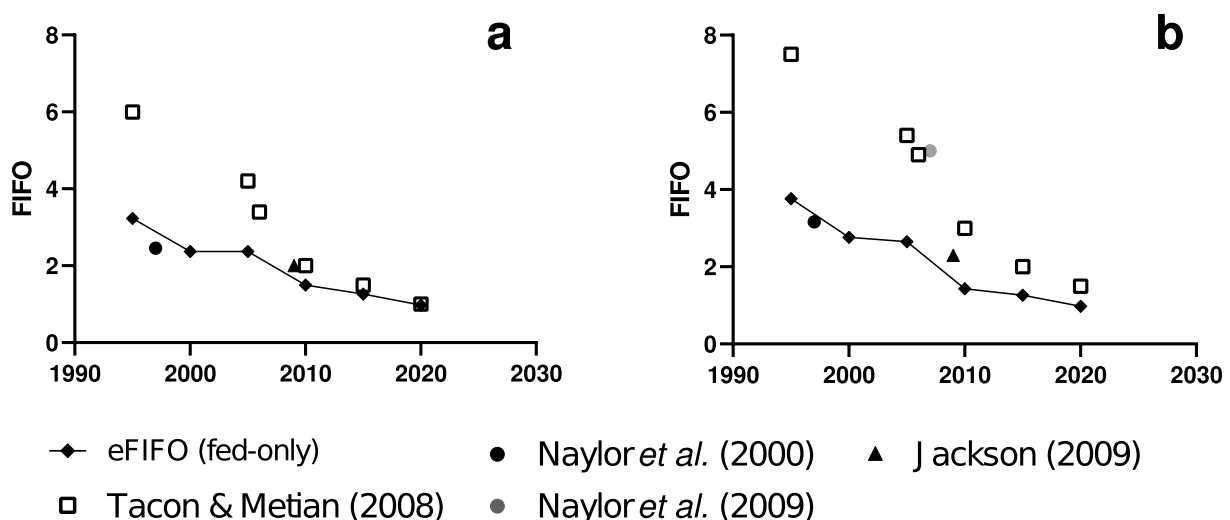 a
8
6
4
2
0
FIFO
1990 2000 2010 2020 2030
b
8
6
4
2
0
FIFO
1990 2000 2010 2020 2030
eFIFO (fed-only)
Naylor et al. (2000)
Jackson (2009)
Tacon & Metian (2008)
Naylor et al. (2009)